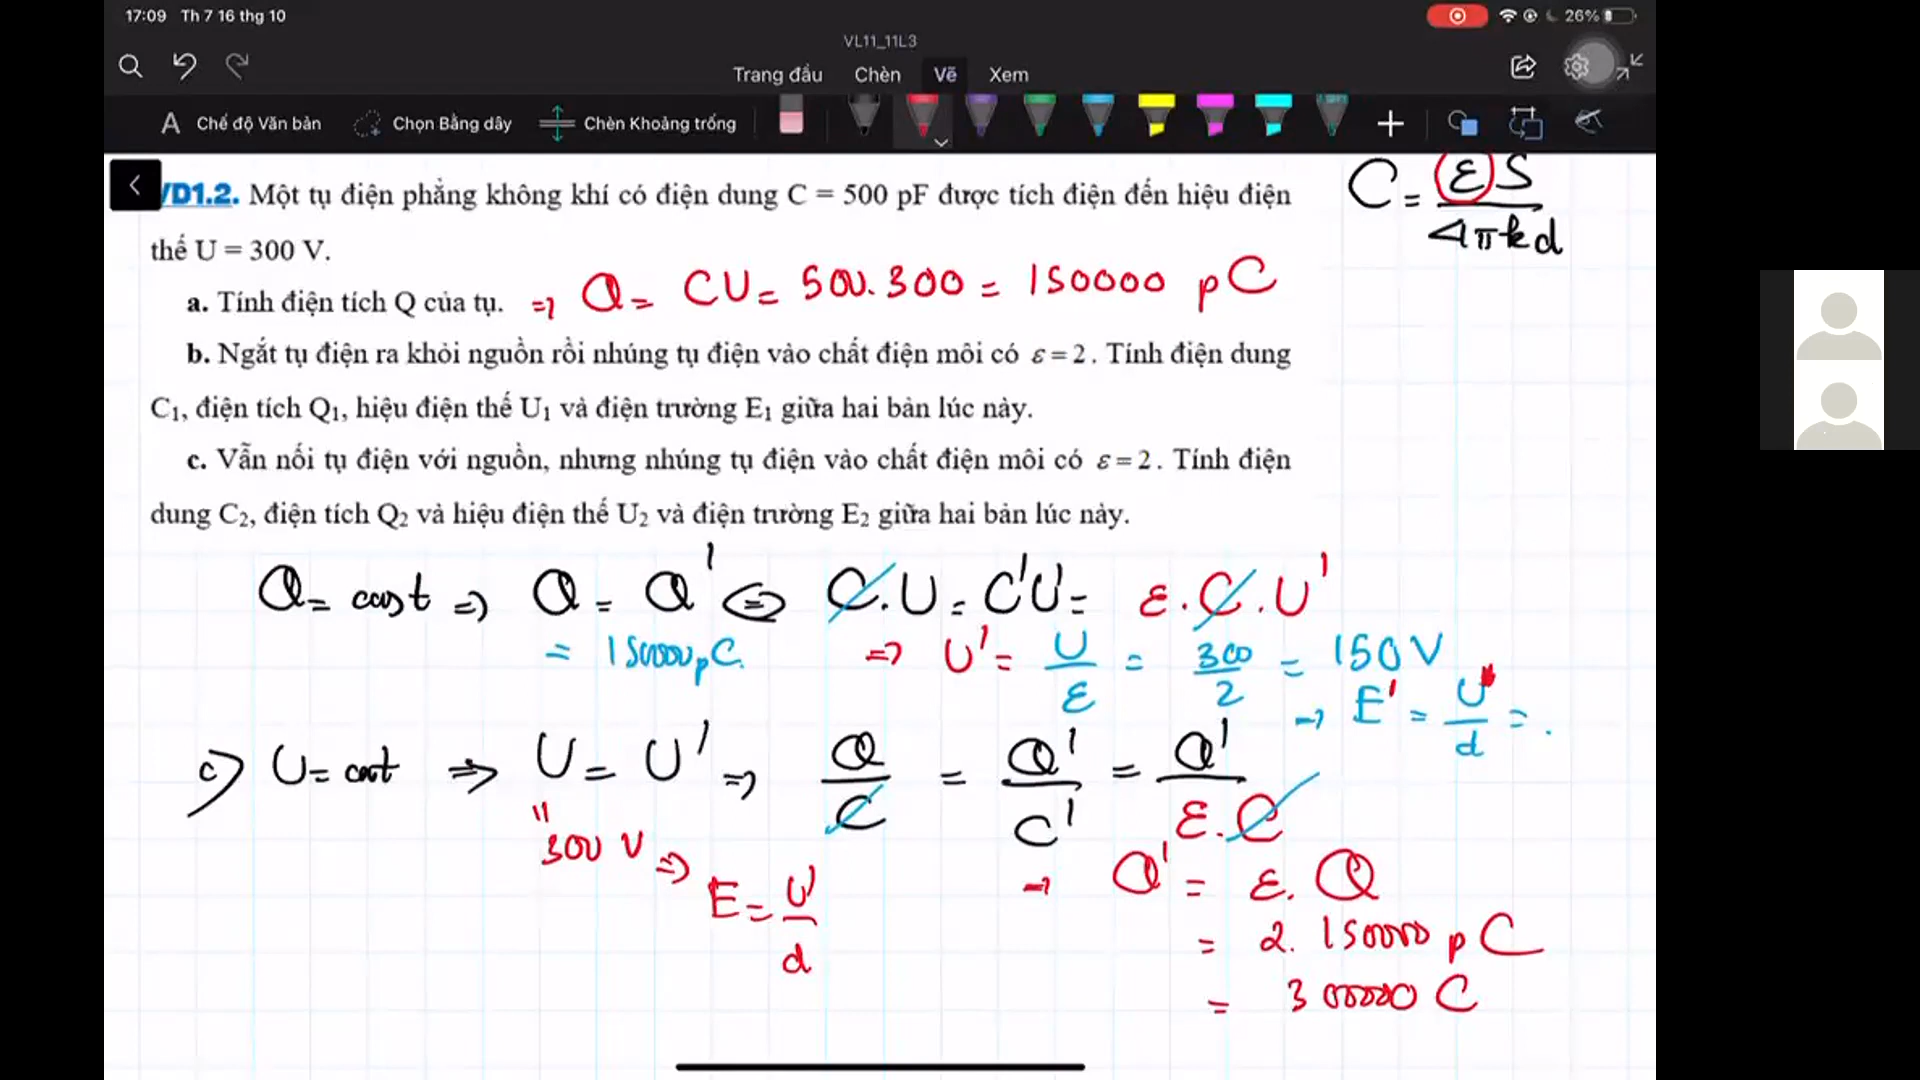 17:09 Th 7 16 thg 10
26%
VL11_11L3
Trang đầu Chèn Vẽ Xem
A Chế độ Văn bản Chọn Bằng dây Chèn Khoảng trống
VD1.2. Một tụ điện phẳng không khí có điện dung C = 500 pF được tích điện đến hiệu điện
thế U = 300 V.
C = εS / 4πkd
a. Tính điện tích Q của tụ. => Q = CU = 500.300 = 150000 pC
b. Ngắt tụ điện ra khỏi nguồn rồi nhúng tụ điện vào chất điện môi có ε = 2. Tính điện dung
C₁, điện tích Q₁, hiệu điện thế U₁ và điện trường E₁ giữa hai bản lúc này.
c. Vẫn nối tụ điện với nguồn, nhưng nhúng tụ điện vào chất điện môi có ε = 2. Tính điện
dung C₂, điện tích Q₂ và hiệu điện thế U₂ và điện trường E₂ giữa hai bản lúc này.
Q = cost => Q = Q' <=> C.U = C'U' = ε.C.U'
= 150000 pC. => U' = U/ε = 300/2 = 150 V
→ E' = U'/d = .
c) U = cost => U = U' => Q/C = Q'/C' = Q'/ε.C
" 300 V => E = U'/d
→ Q' = ε.Q
= 2.150000 pC
= 300000 C